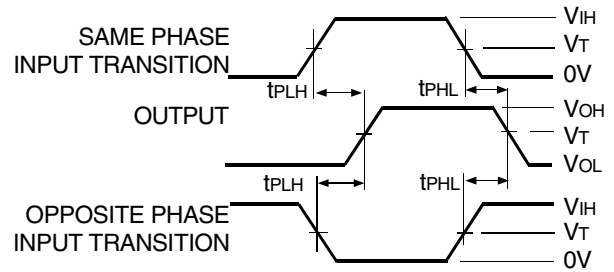 SAME PHASE
INPUT TRANSITION
VIH
VT
0V
tPLH
tPHL
OUTPUT
VOH
VT
VOL
tPLH
tPHL
OPPOSITE PHASE
INPUT TRANSITION
VIH
VT
0V